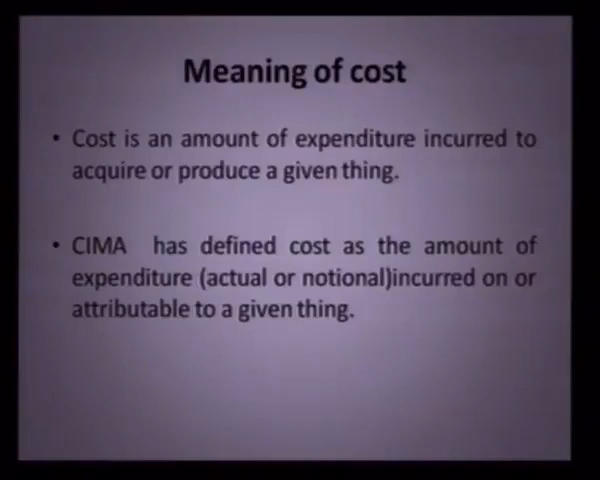 Meaning of cost
• Cost is an amount of expenditure incurred to
acquire or produce a given thing.
• CIMA has defined cost as the amount of
expenditure (actual or notional)incurred on or
attributable to a given thing.